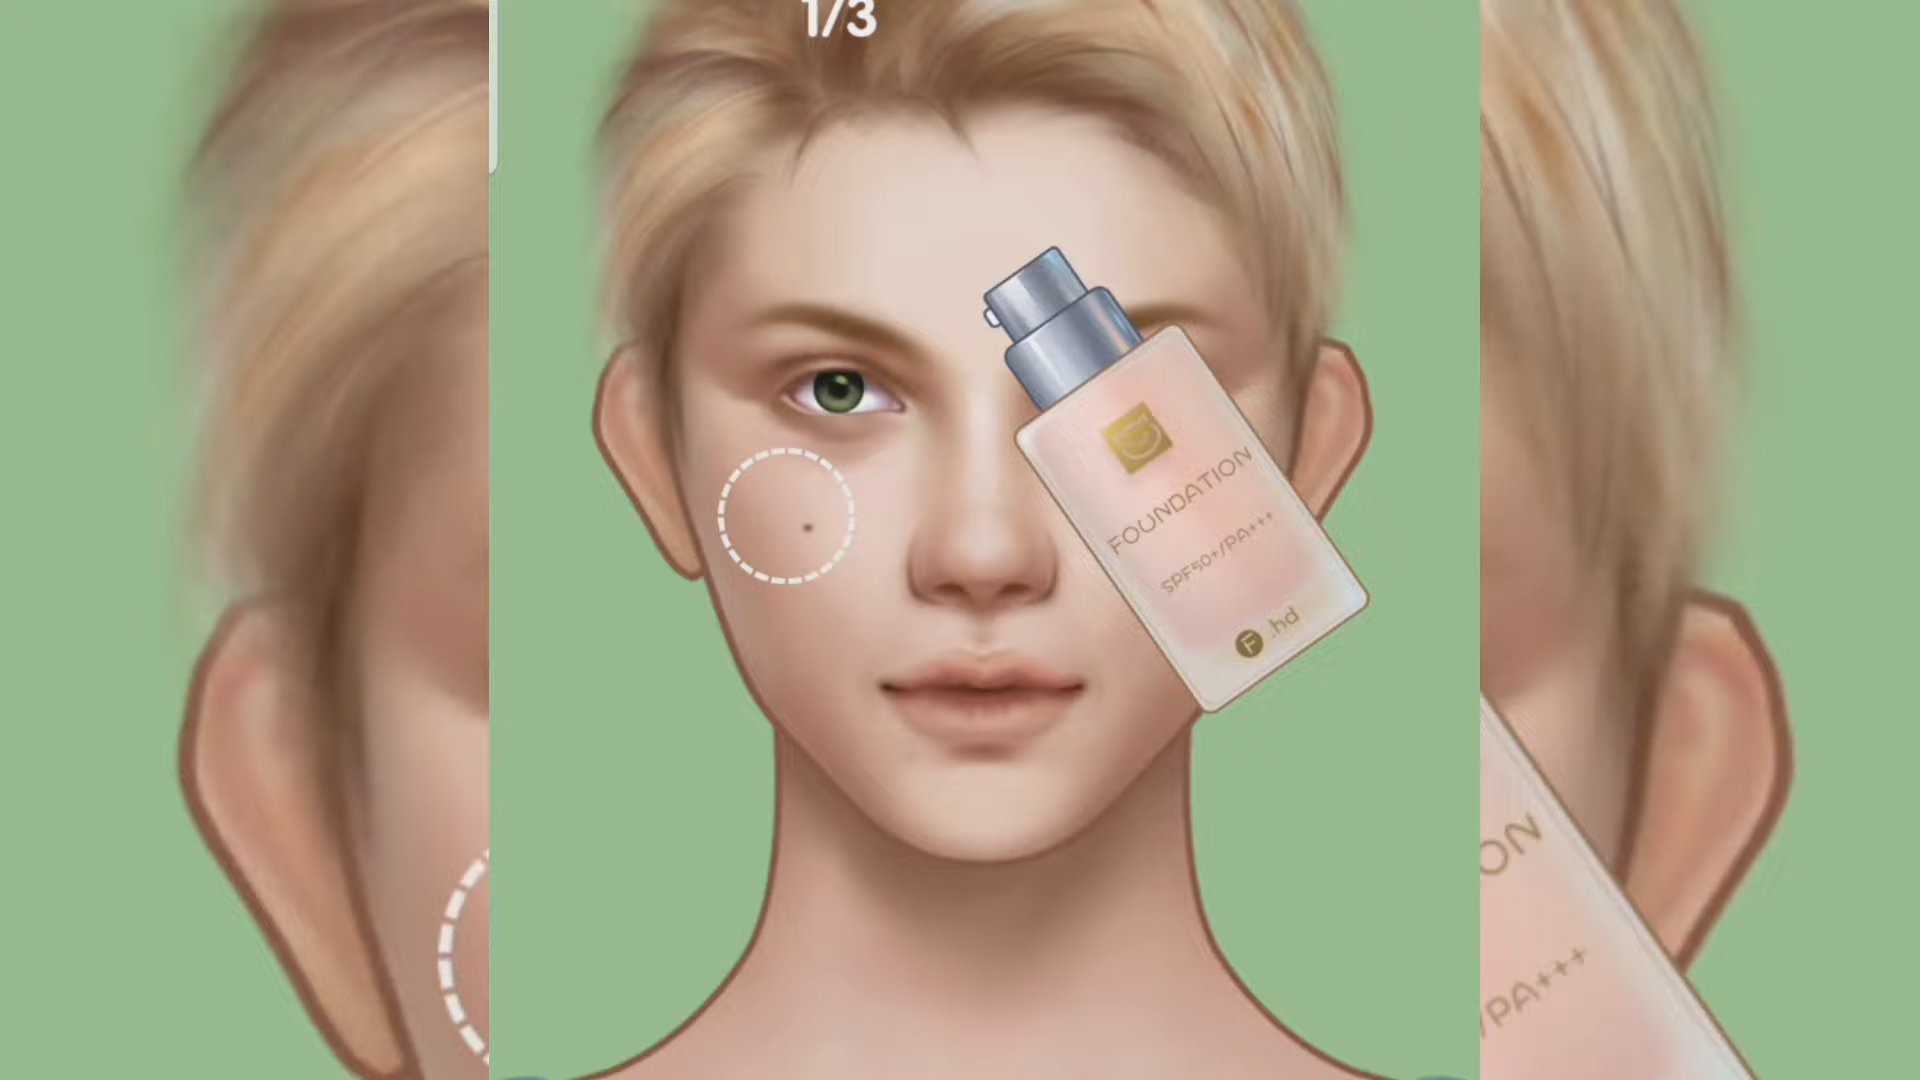 1/3
FOUNDATION
SPF50+/PA+++
F .hd
ON
/PA+++